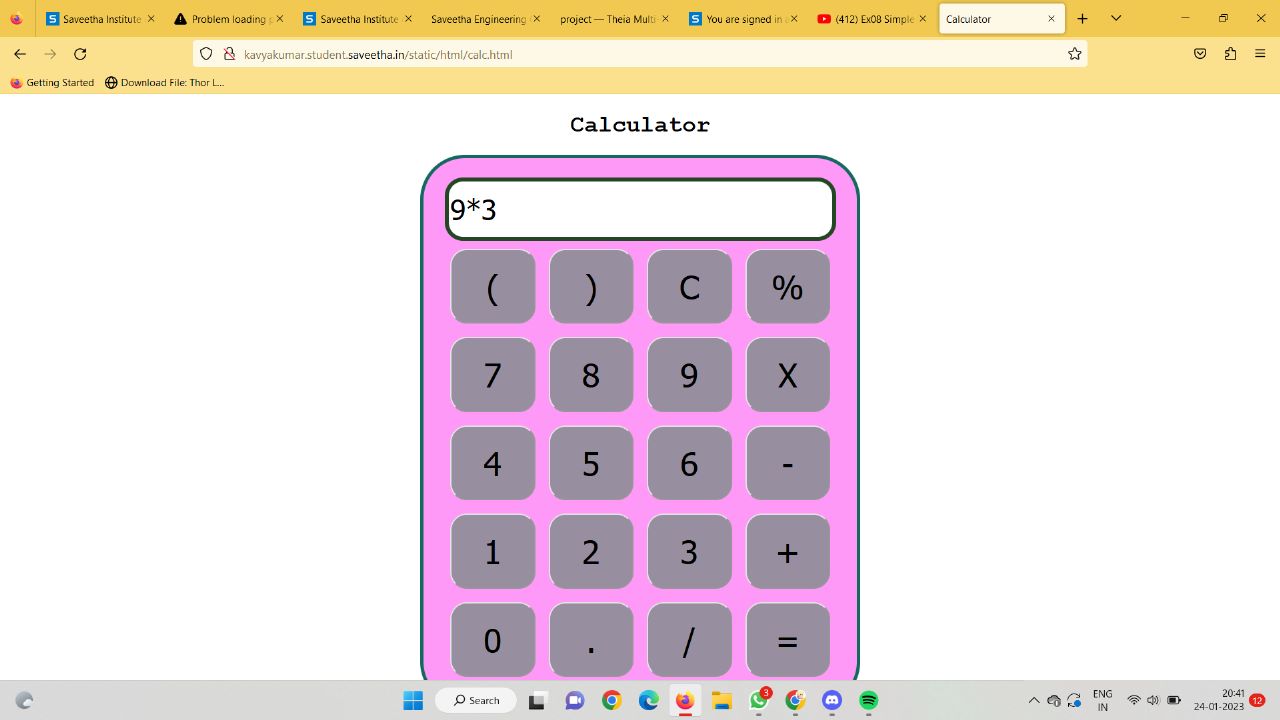 Saveetha Institute
Problem loading p
Saveetha Institute
Saveetha Engineering
project — Theia Multi
You are signed in a
(412) Ex08 Simple
Calculator
kavyakumar.student.saveetha.in/static/html/calc.html
Getting Started
Download File: Thor L...
Calculator
9*3
( ) C %
7 8 9 X
4 5 6 -
1 2 3 +
0 . / =
Search
3
ENG
IN
20:41
24-01-2023
12